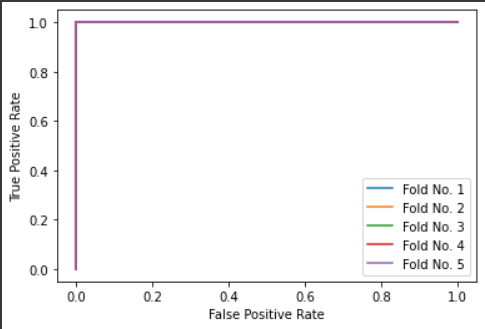 1.0
0.8
0.6
0.4
0.2
0.0
True Positive Rate
Fold No. 1
Fold No. 2
Fold No. 3
Fold No. 4
Fold No. 5
0.0 0.2 0.4 0.6 0.8 1.0
False Positive Rate